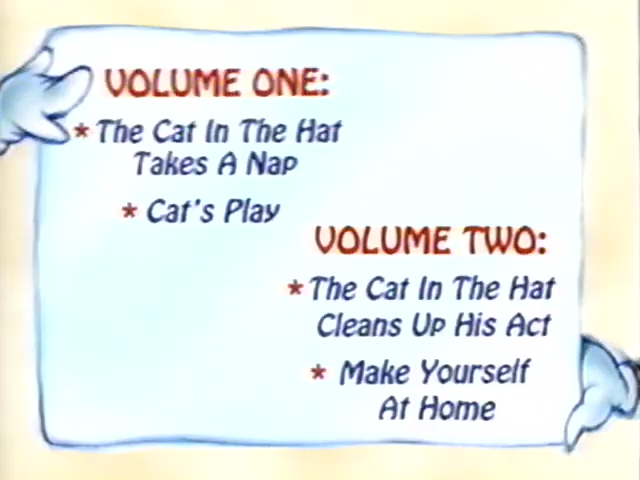 VOLUME ONE:
* The Cat In The Hat
Takes A Nap
* Cat's Play
VOLUME TWO:
* The Cat In The Hat
Cleans Up His Act
* Make Yourself
At Home